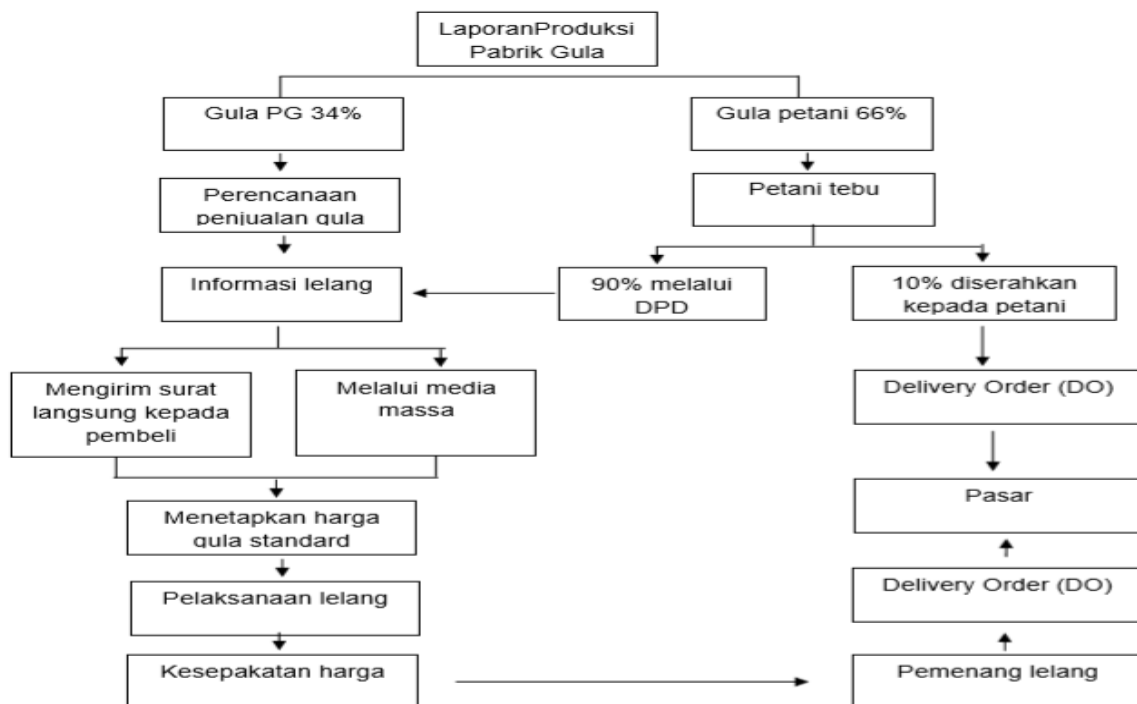 LaporanProduksi
Pabrik Gula
Gula PG 34%
Gula petani 66%
Perencanaan
penjualan gula
Petani tebu
Informasi lelang
90% melalui
DPD
10% diserahkan
kepada petani
Mengirim surat
langsung kepada
pembeli
Melalui media
massa
Delivery Order (DO)
Menetapkan harga
gula standard
Pasar
Pelaksanaan lelang
Delivery Order (DO)
Kesepakatan harga
Pemenang lelang